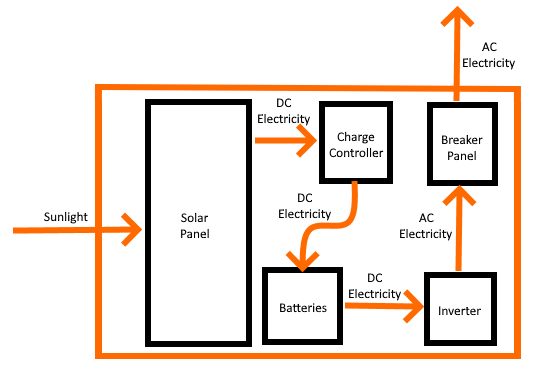 AC
Electricity
DC
Electricity
Charge
Controller
Breaker
Panel
Sunlight
Solar
Panel
DC
Electricity
AC
Electricity
DC
Electricity
Batteries
Inverter